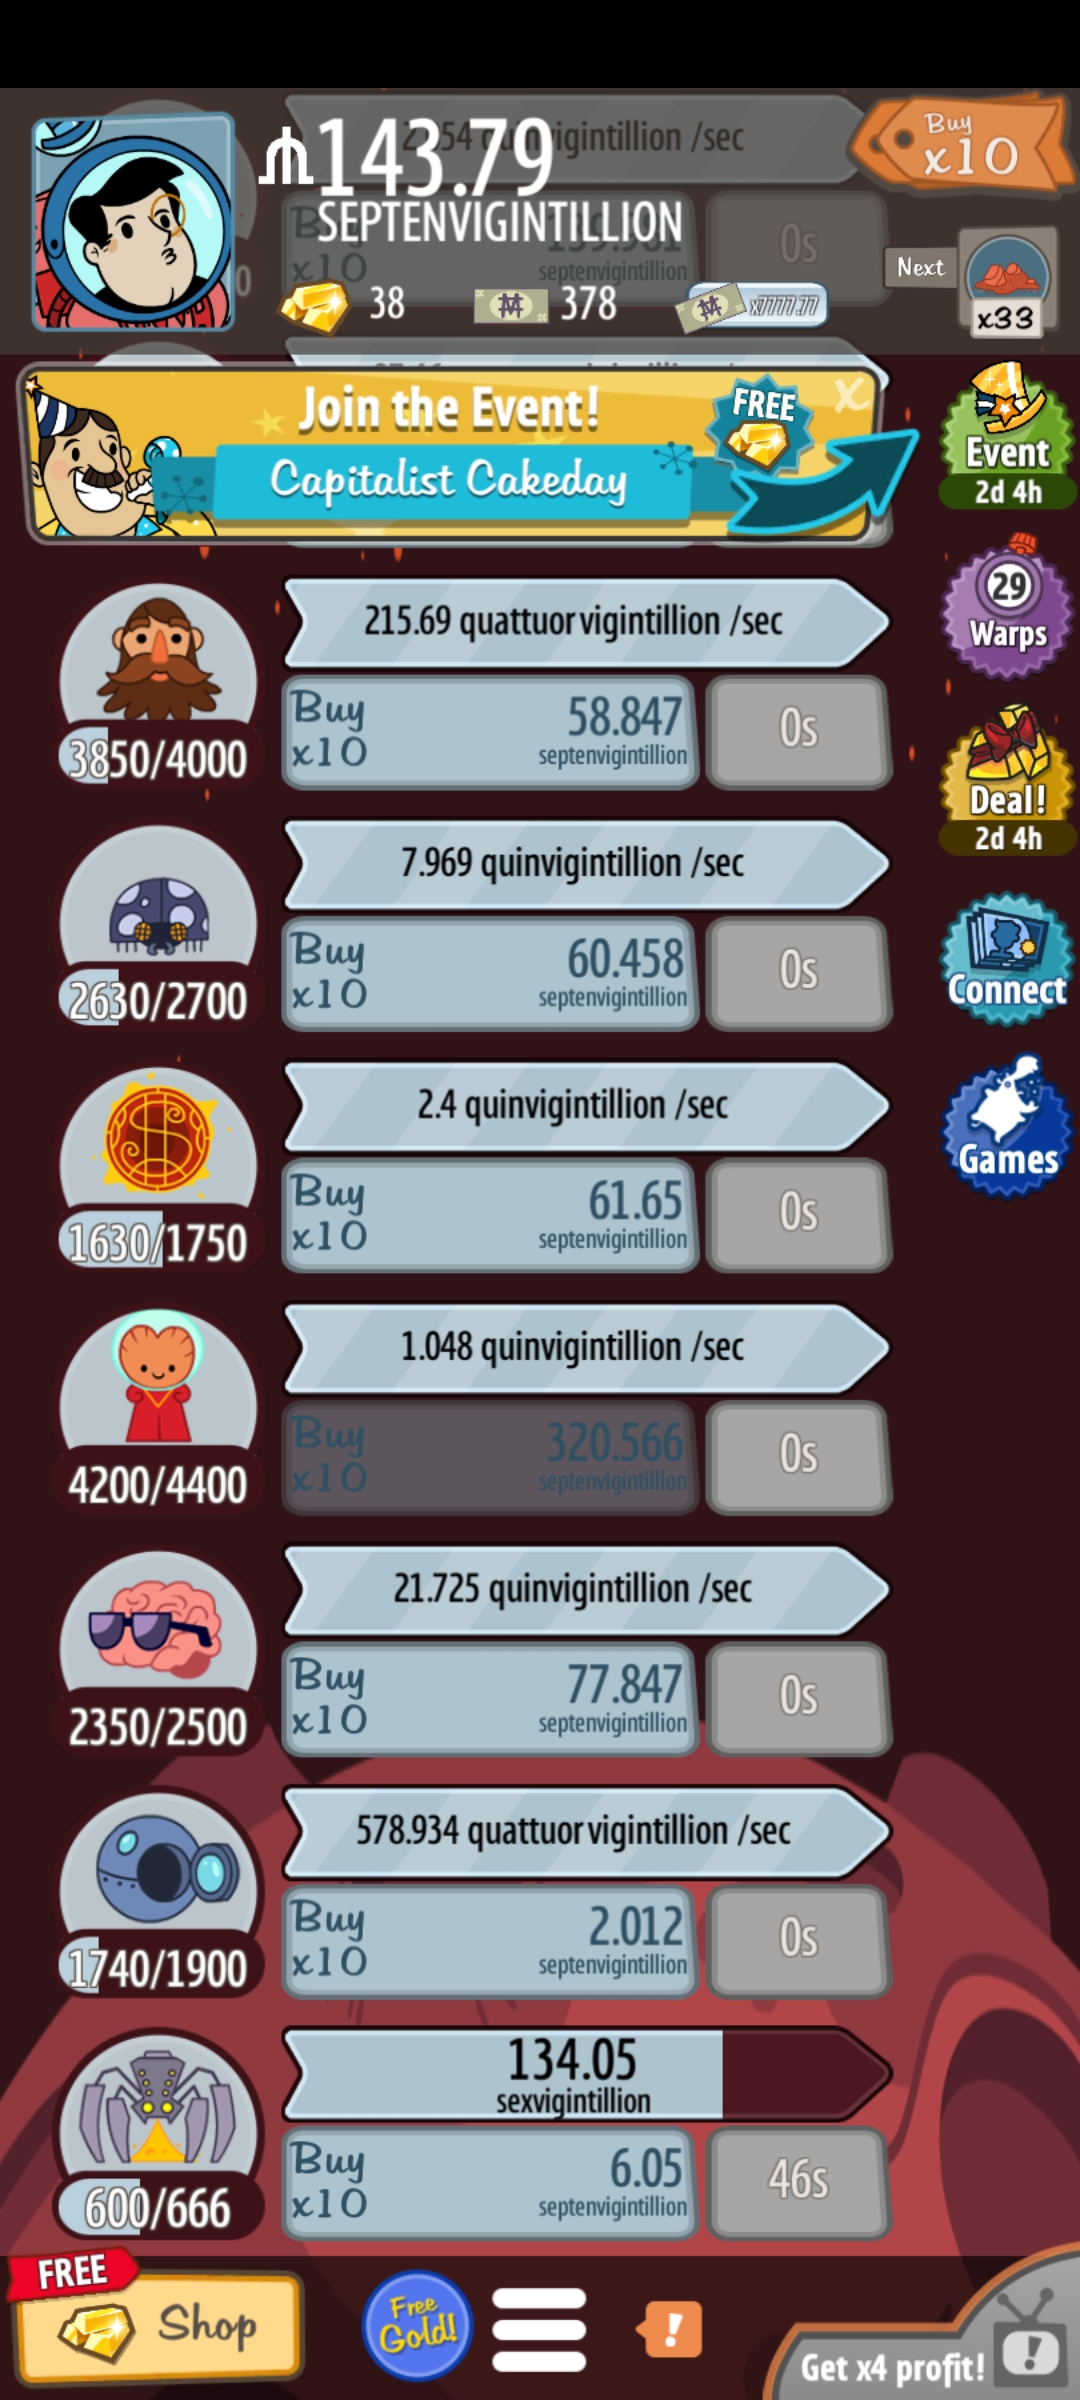 143.79
SEPTENVIGINTILLION
Buy
x10
38
378
x7777.77
septenvigintillion
0s
Next
x33
Join the Event!
FREE
X
Capitalist Cakeday
Event
2d 4h
215.69 quattuorvigintillion /sec
Buy
x10
58.847
septenvigintillion
0s
3850/4000
29
Warps
7.969 quinvigintillion /sec
Buy
x10
60.458
septenvigintillion
0s
2630/2700
Deal!
2d 4h
2.4 quinvigintillion /sec
Buy
x10
61.65
septenvigintillion
0s
1630/1750
Connect
Games
1.048 quinvigintillion /sec
Buy
x10
320.566
septenvigintillion
0s
4200/4400
21.725 quinvigintillion /sec
Buy
x10
77.847
septenvigintillion
0s
2350/2500
578.934 quattuorvigintillion /sec
Buy
x10
2.012
septenvigintillion
0s
1740/1900
134.05
sexvigintillion
Buy
x10
6.05
septenvigintillion
46s
600/666
FREE
Shop
Free
Gold!
!
Get x4 profit!
!